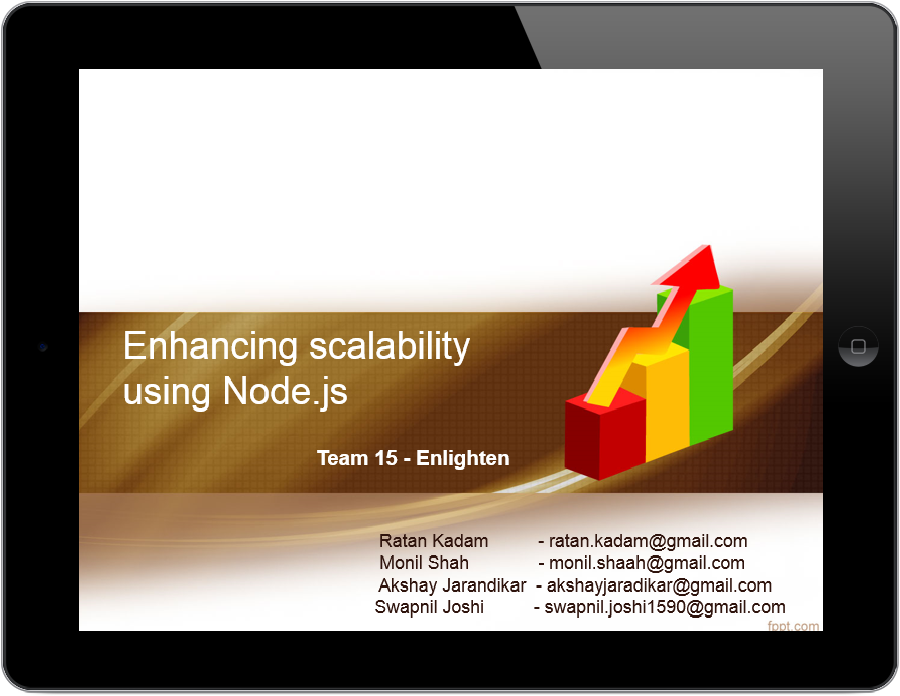 Enhancing scalability
using Node.js
Team 15 - Enlighten
Ratan Kadam - ratan.kadam@gmail.com
Monil Shah - monil.shaah@gmail.com
Akshay Jarandikar - akshayjaradikar@gmail.com
Swapnil Joshi - swapnil.joshi1590@gmail.com
fppt.com